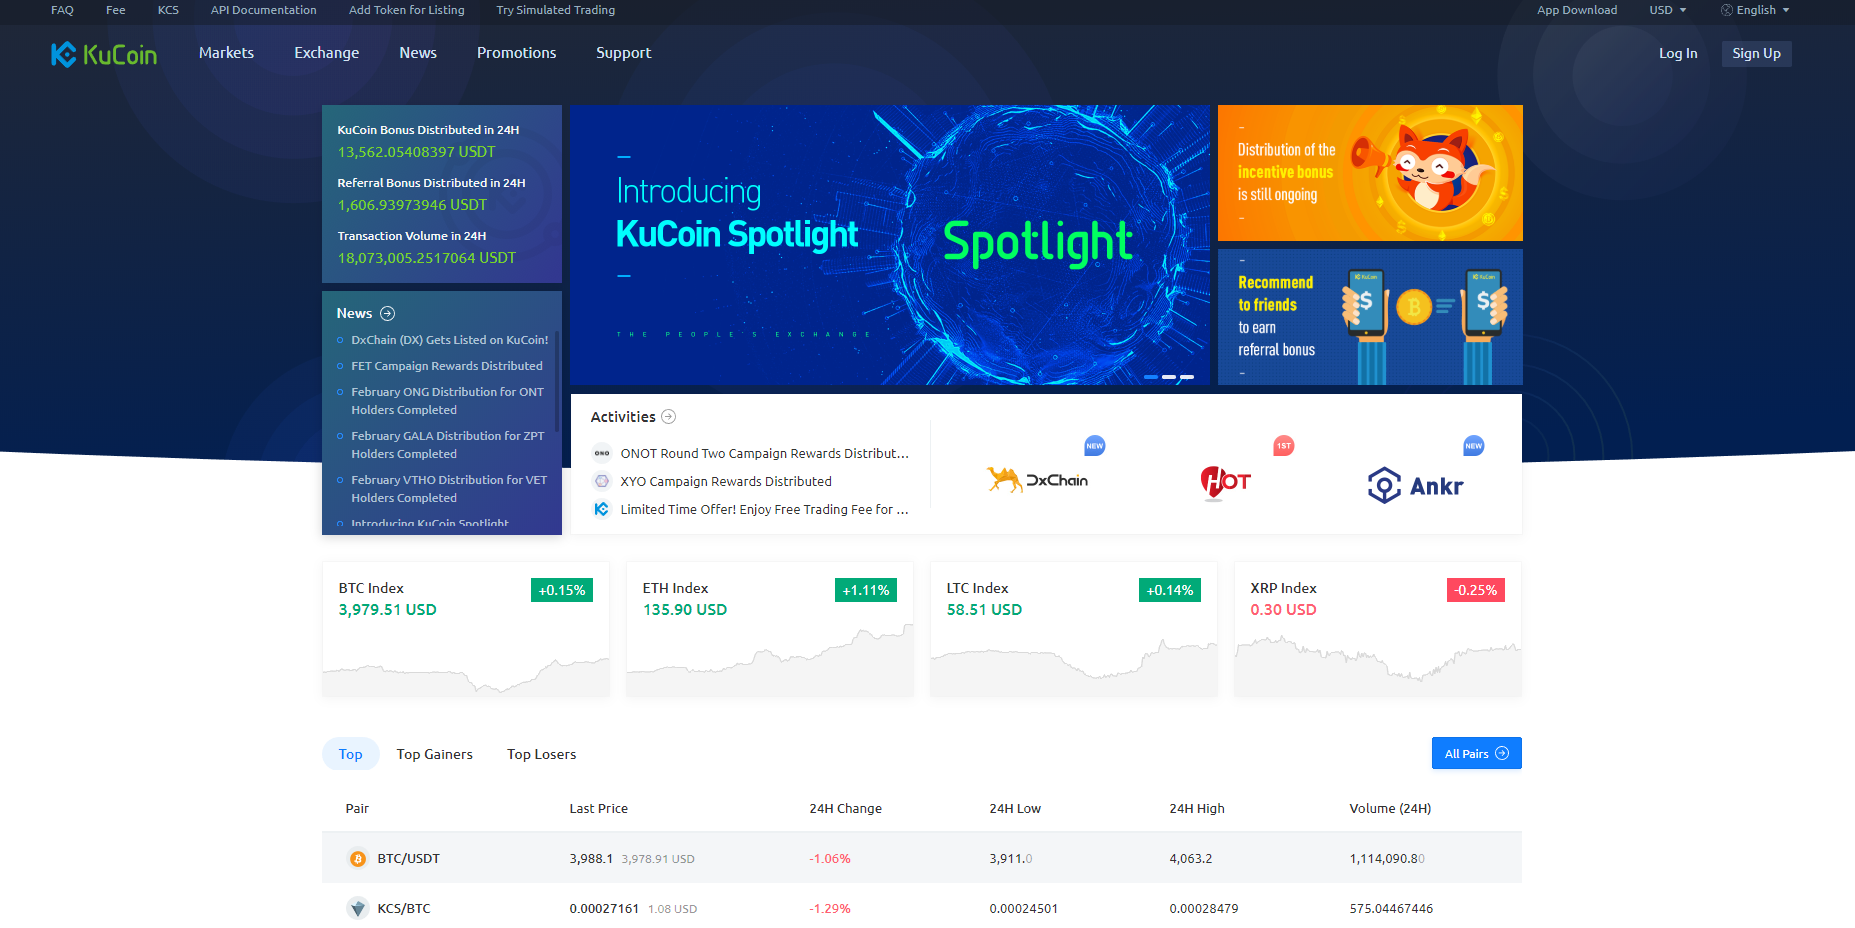 FAQ Fee KCS API Documentation Add Token for Listing Try Simulated Trading App Download USD English
KuCoin Markets Exchange News Promotions Support Log In Sign Up
KuCoin Bonus Distributed in 24H
13,562.05408397 USDT
Referral Bonus Distributed in 24H
1,606.93973946 USDT
Transaction Volume in 24H
18,073,005.2517064 USDT
News
DxChain (DX) Gets Listed on KuCoin!
FET Campaign Rewards Distributed
February ONG Distribution for ONT
Holders Completed
February GALA Distribution for ZPT
Holders Completed
February VTHO Distribution for VET
Holders Completed
Introducing KuCoin Spotlight
Introducing
KuCoin Spotlight
THE PEOPLE'S EXCHANGE
Spotlight
Distribution of the
incentive bonus
is still ongoing
Recommend
to friends
to earn
referral bonus
KuCoin
$
KuCoin
$
Activities
ONO
ONOT Round Two Campaign Rewards Distribut...
XYO Campaign Rewards Distributed
Limited Time Offer! Enjoy Free Trading Fee for ...
NEW
DxChain
1ST
HOT
NEW
Ankr
BTC Index +0.15%
3,979.51 USD
ETH Index +1.11%
135.90 USD
LTC Index +0.14%
58.51 USD
XRP Index -0.25%
0.30 USD
Top Top Gainers Top Losers All Pairs
Pair Last Price 24H Change 24H Low 24H High Volume (24H)
BTC/USDT 3,988.1 3,978.91 USD -1.06% 3,911.0 4,063.2 1,114,090.80
KCS/BTC 0.00027161 1.08 USD -1.29% 0.00024501 0.00028479 575.04467446